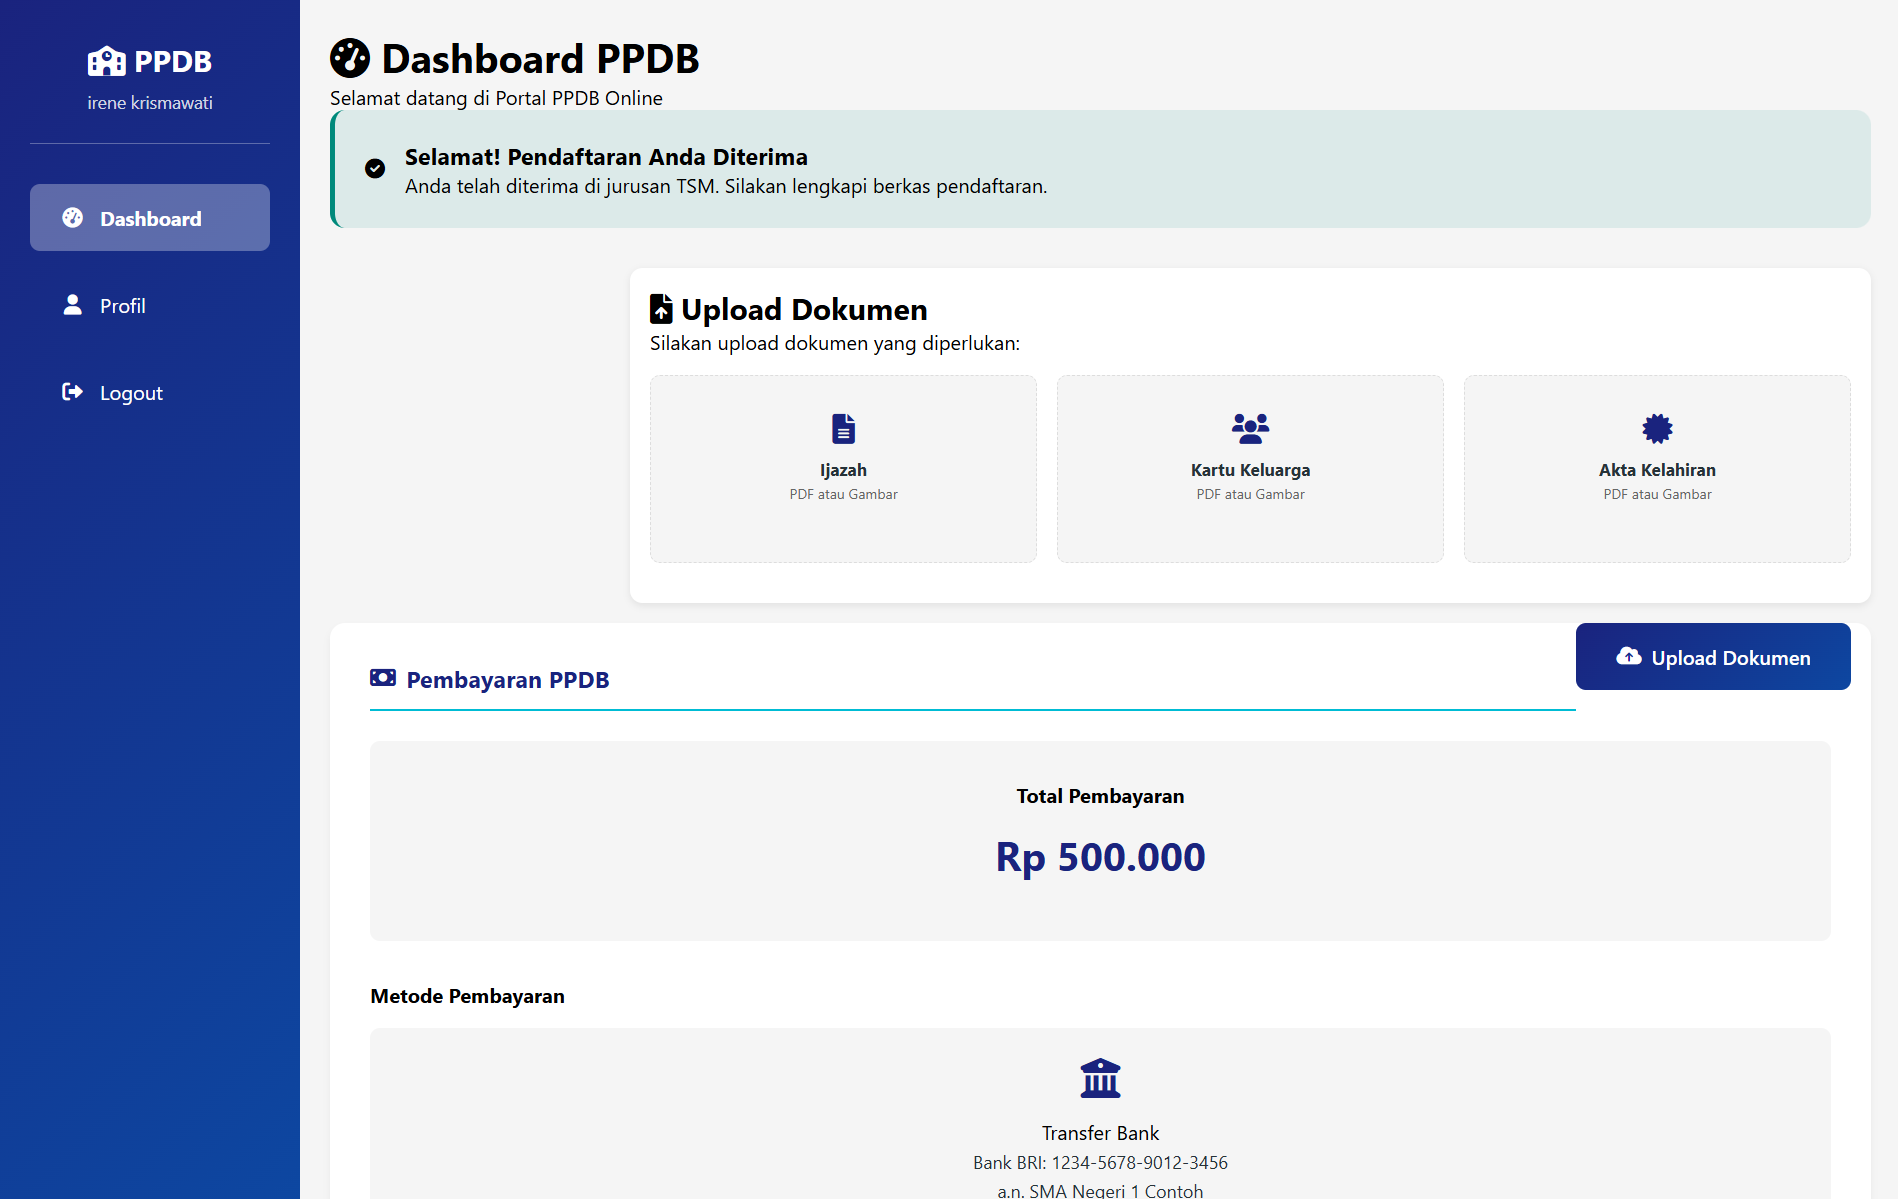 PPDB
irene krismawati
Dashboard
Profil
Logout
Dashboard PPDB
Selamat datang di Portal PPDB Online
Selamat! Pendaftaran Anda Diterima
Anda telah diterima di jurusan TSM. Silakan lengkapi berkas pendaftaran.
Upload Dokumen
Silakan upload dokumen yang diperlukan:
Ijazah
PDF atau Gambar
Kartu Keluarga
PDF atau Gambar
Akta Kelahiran
PDF atau Gambar
Upload Dokumen
Pembayaran PPDB
Total Pembayaran
Rp 500.000
Metode Pembayaran
Transfer Bank
Bank BRI: 1234-5678-9012-3456
a.n. SMA Negeri 1 Contoh